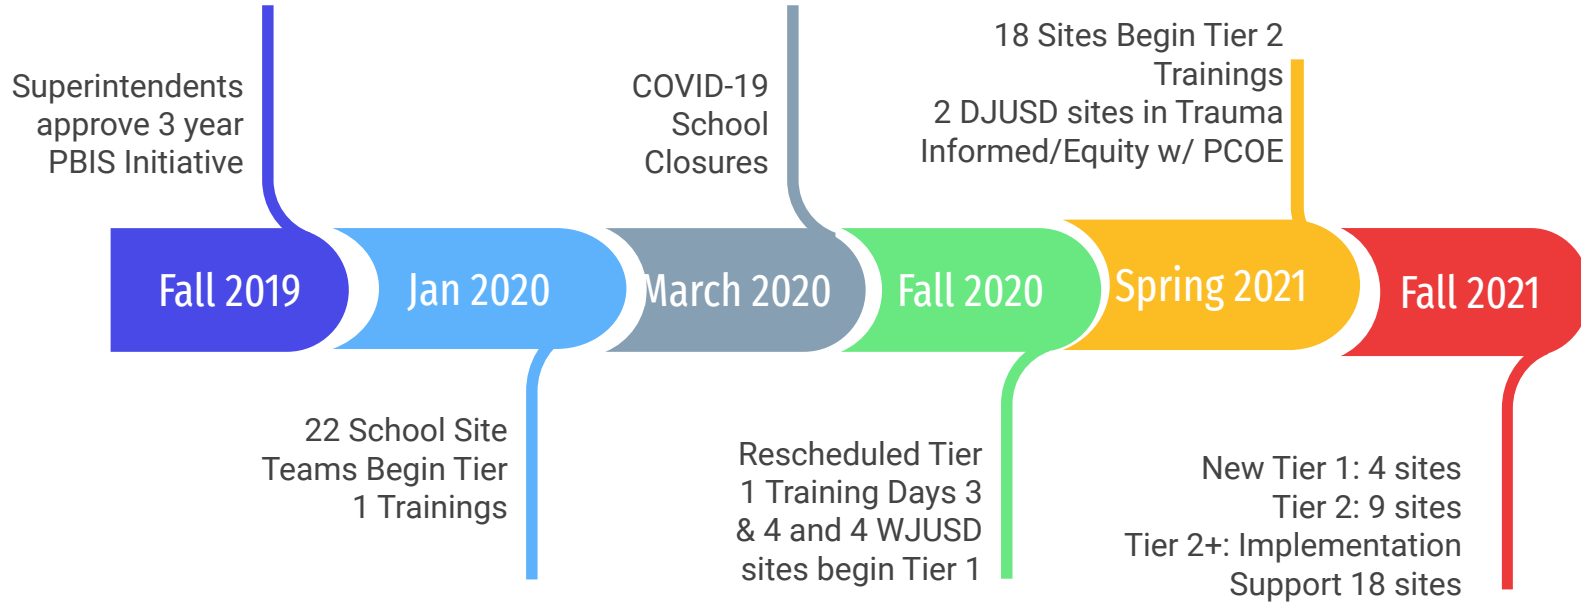 Superintendents
approve 3 year
PBIS Initiative
COVID-19
School
Closures
18 Sites Begin Tier 2
Trainings
2 DJUSD sites in Trauma
Informed/Equity w/ PCOE
Fall 2019
Jan 2020
March 2020
Fall 2020
Spring 2021
Fall 2021
22 School Site
Teams Begin Tier
1 Trainings
Rescheduled Tier
1 Training Days 3
& 4 and 4 WJUSD
sites begin Tier 1
New Tier 1: 4 sites
Tier 2: 9 sites
Tier 2+: Implementation
Support 18 sites